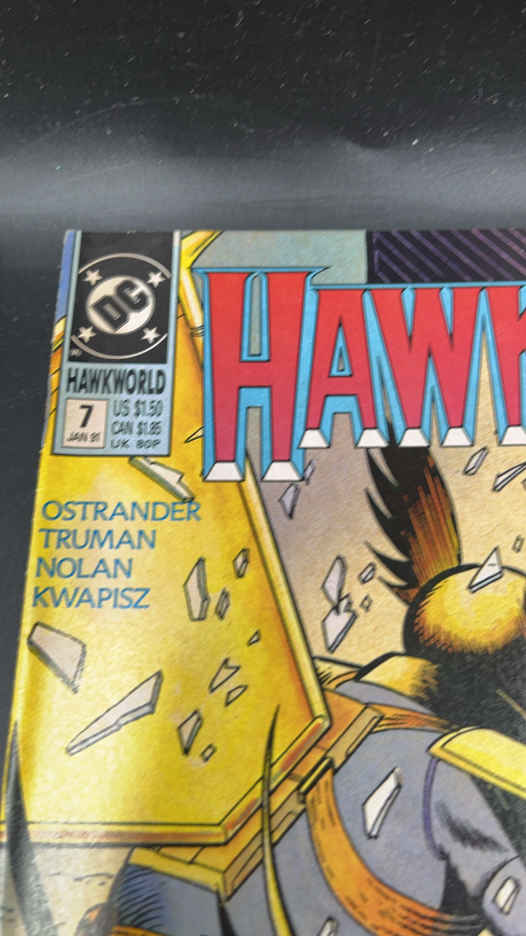 DC
HAWKWORLD
7
JAN 91
US $1.50
CAN $1.85
UK 80P
HAWK
OSTRANDER
TRUMAN
NOLAN
KWAPISZ